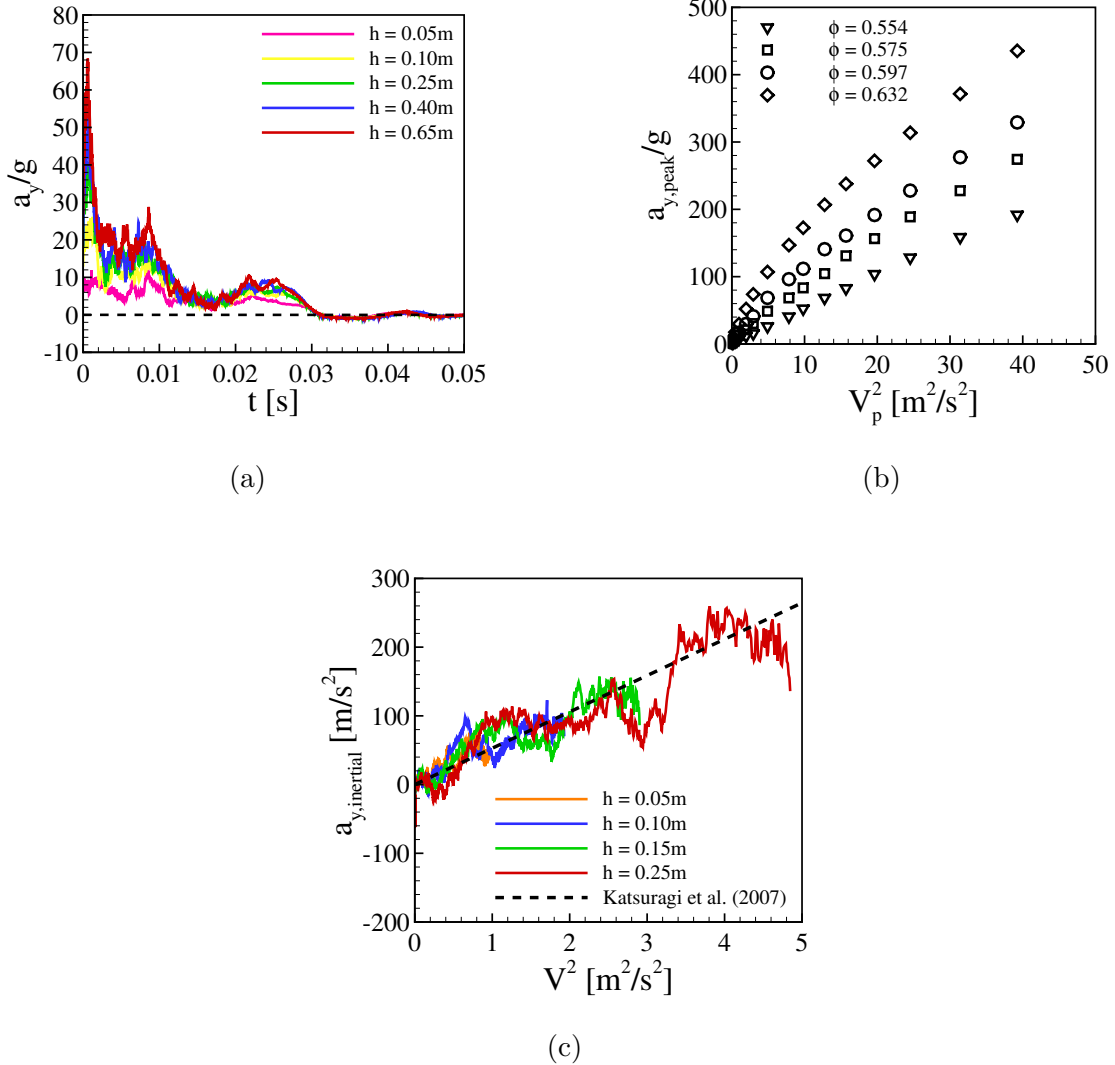 80
70
60
50
40
30
20
10
0
-10
a_y/g
h = 0.05m
h = 0.10m
h = 0.25m
h = 0.40m
h = 0.65m
0 0.01 0.02 0.03 0.04 0.05
t [s]
(a)
500
400
300
200
100
0
a_{y,peak}/g
ϕ = 0.554
ϕ = 0.575
ϕ = 0.597
ϕ = 0.632
0 10 20 30 40 50
V_p^2 [m^2/s^2]
(b)
300
200
100
0
-100
-200
a_{y,inertial} [m/s^2]
h = 0.05m
h = 0.10m
h = 0.15m
h = 0.25m
Katsuragi et al. (2007)
0 1 2 3 4 5
V^2 [m^2/s^2]
(c)